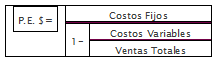 P.E. $=
Costos Fijos
1 -
Costos Variables
Ventas Totales